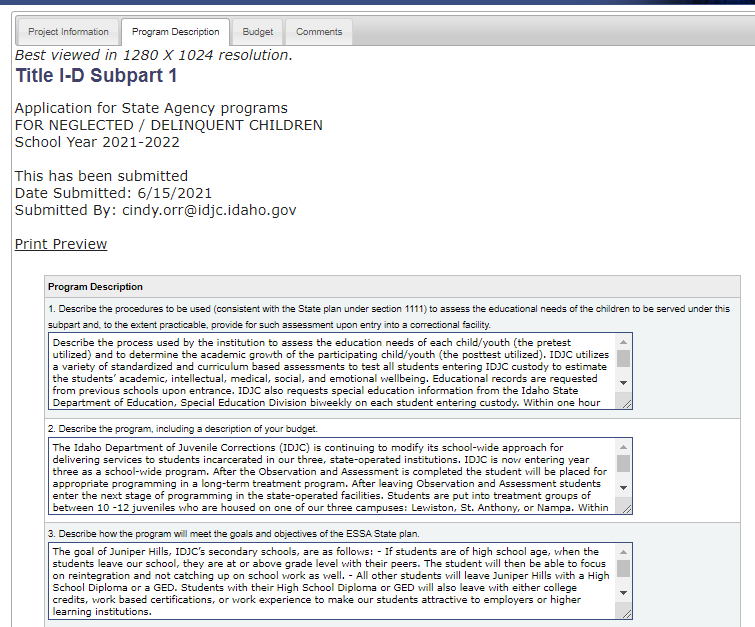 Project Information Program Description Budget Comments
Best viewed in 1280 X 1024 resolution.
Title I-D Subpart 1
Application for State Agency programs
FOR NEGLECTED / DELINQUENT CHILDREN
School Year 2021-2022
This has been submitted
Date Submitted: 6/15/2021
Submitted By: cindy.orr@idjc.idaho.gov
Print Preview
Program Description
1. Describe the procedures to be used (consistent with the State plan under section 1111) to assess the educational needs of the children to be served under this
subpart and, to the extent practicable, provide for such assessment upon entry into a correctional facility.
Describe the process used by the institution to assess the education needs of each child/youth (the pretest
utilized) and to determine the academic growth of the participating child/youth (the posttest utilized). IDJC utilizes
a variety of standardized and curriculum based assessments to test all students entering IDJC custody to estimate
the students' academic, intellectual, medical, social, and emotional wellbeing. Educational records are requested
from previous schools upon entrance. IDJC also requests special education information from the Idaho State
Department of Education, Special Education Division biweekly on each student entering custody. Within one hour
2. Describe the program, including a description of your budget.
The Idaho Department of Juvenile Corrections (IDJC) is continuing to modify its school-wide approach for
delivering services to students incarcerated in our three, state-operated institutions. IDJC is now entering year
three as a school-wide program. After the Observation and Assessment is completed the student will be placed for
appropriate programming in a long-term treatment program. After leaving Observation and Assessment students
enter the next stage of programming in the state-operated facilities. Students are put into treatment groups of
between 10 -12 juveniles who are housed on one of our three campuses: Lewiston, St. Anthony, or Nampa. Within
3. Describe how the program will meet the goals and objectives of the ESSA State plan.
The goal of Juniper Hills, IDJC's secondary schools, are as follows: - If students are of high school age, when the
students leave our school, they are at or above grade level with their peers. The student will then be able to focus
on reintegration and not catching up on school work as well. - All other students will leave Juniper Hills with a High
School Diploma or a GED. Students with their High School Diploma or GED will also leave with either college
credits, work based certifications, or work experience to make our students attractive to employers or higher
learning institutions.